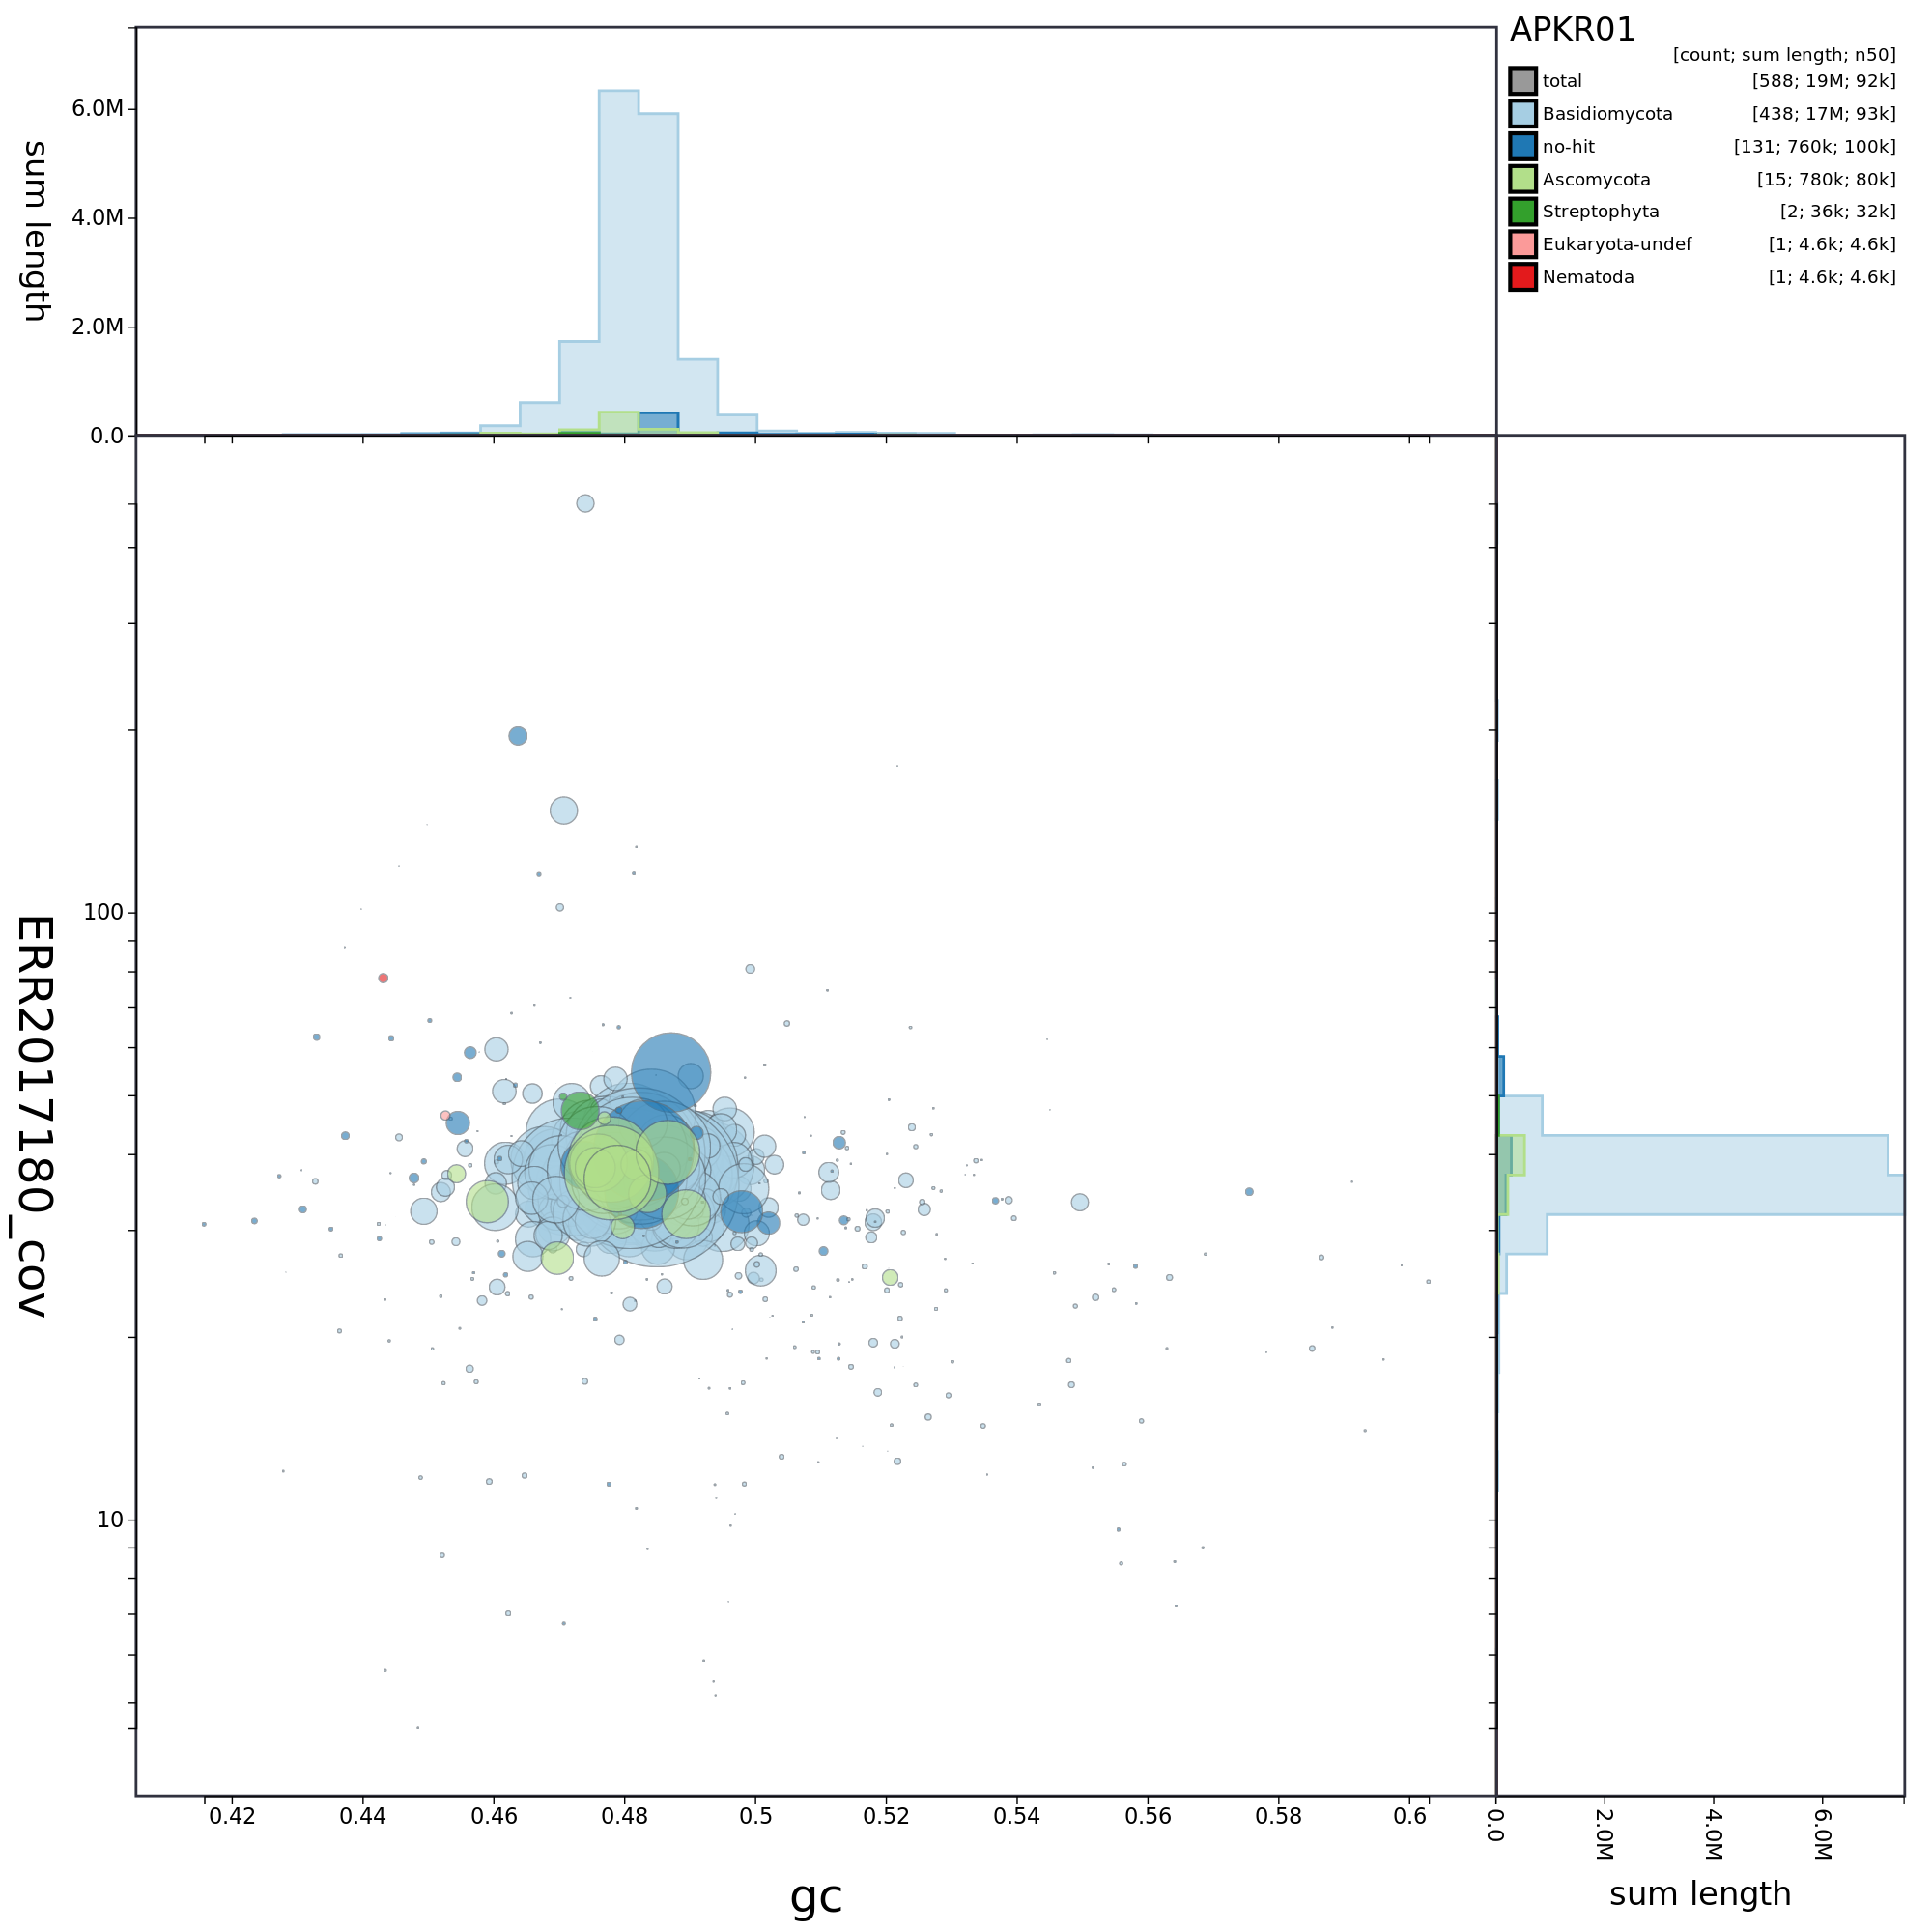 APKR01
[count; sum length; n50]
total [588; 19M; 92k]
Basidiomycota [438; 17M; 93k]
no-hit [131; 760k; 100k]
Ascomycota [15; 780k; 80k]
Streptophyta [2; 36k; 32k]
Eukaryota-undef [1; 4.6k; 4.6k]
Nematoda [1; 4.6k; 4.6k]
sum length
6.0M
4.0M
2.0M
0.0
ERR2017180_cov
100
10
0.42 0.44 0.46 0.48 0.5 0.52 0.54 0.56 0.58 0.6
gc
0.0 2.0M 4.0M 6.0M
sum length